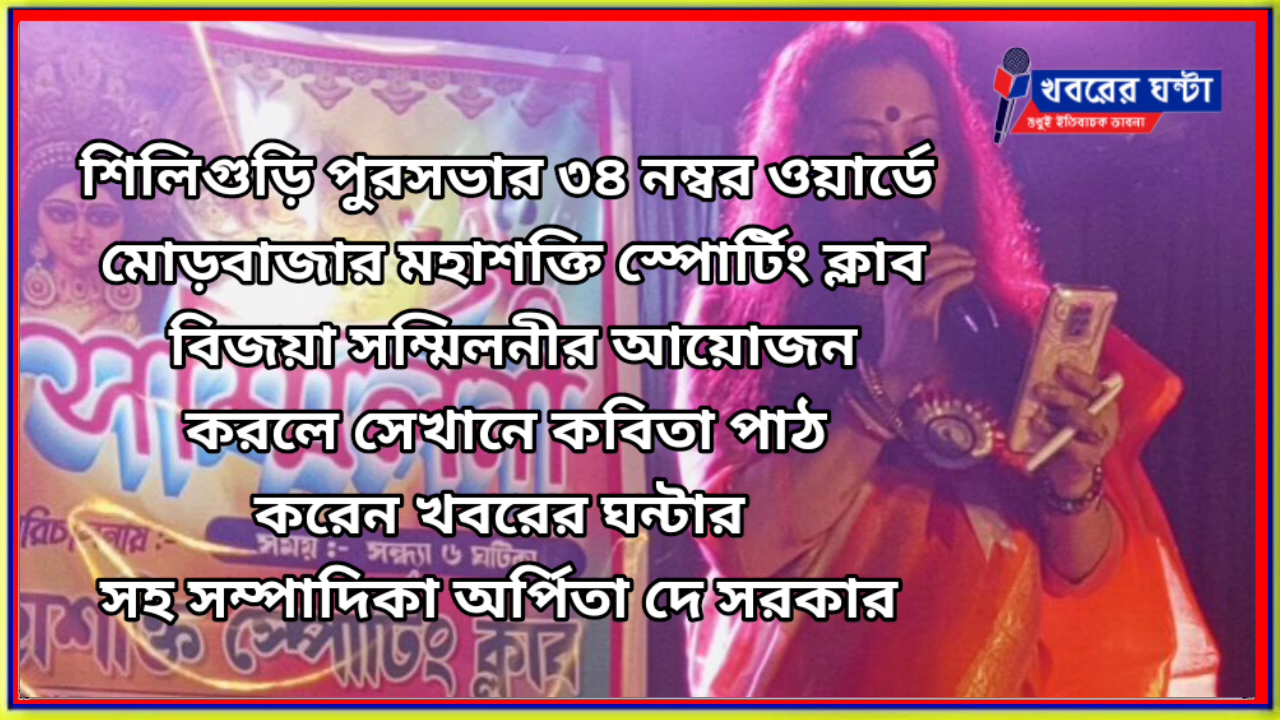 খবরের ঘন্টা
শুধুই ইতিবাচক ভাবনা
শিলিগুড়ি পুরসভার ৩৪ নম্বর ওয়ার্ডে
মোড়বাজার মহাশক্তি স্পোর্টিং ক্লাব
বিজয়া সম্মিলনীর আয়োজন
করলে সেখানে কবিতা পাঠ
করেন খবরের ঘন্টার
সহ সম্পাদিকা অর্পিতা দে সরকার
সময় :- সন্ধ্যা ৬ ঘটিকা
স্পোর্টিং ক্লাব